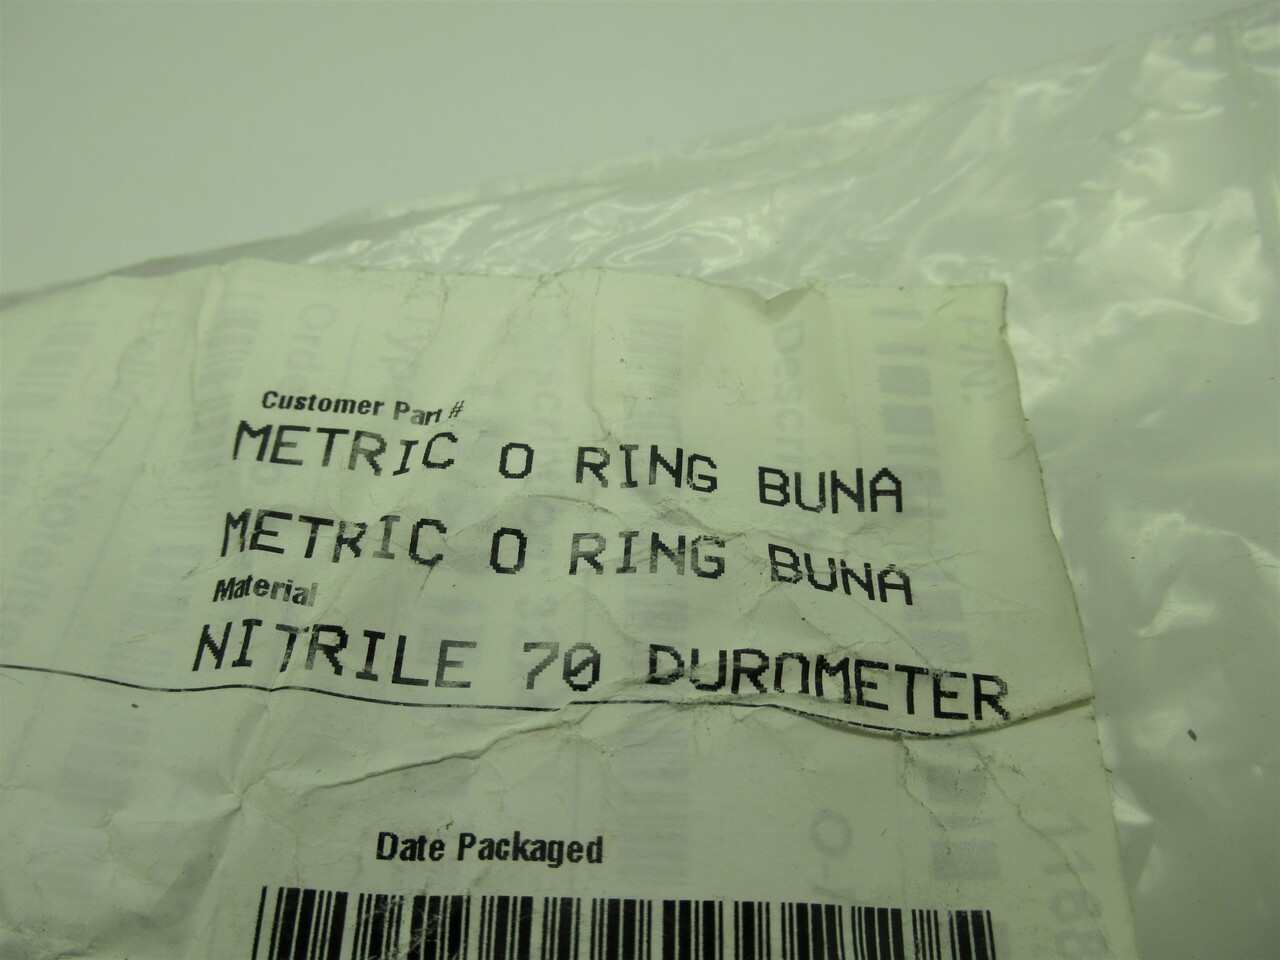 Customer Part #
METRIC O RING BUNA
METRIC O RING BUNA
Material
NITRILE 70 DUROMETER
Date Packaged